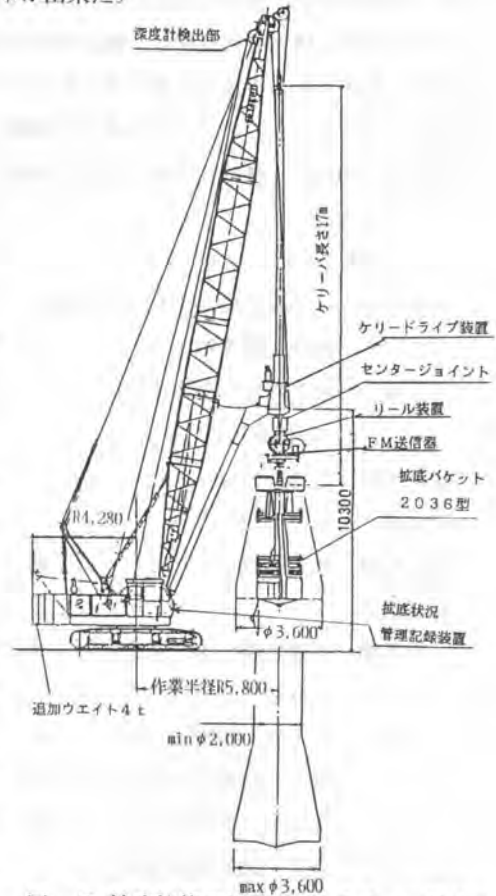 深度計検出部
ケリーバ長さ17m
ケリードライブ装置
センタージョイント
リール装置
FM送信器
拡底バケット
2036型
10300
R4,280
φ3,600
拡底状況
管理記録装置
作業半径R5,800
追加ウエイト4t
minφ2,000
maxφ3,600